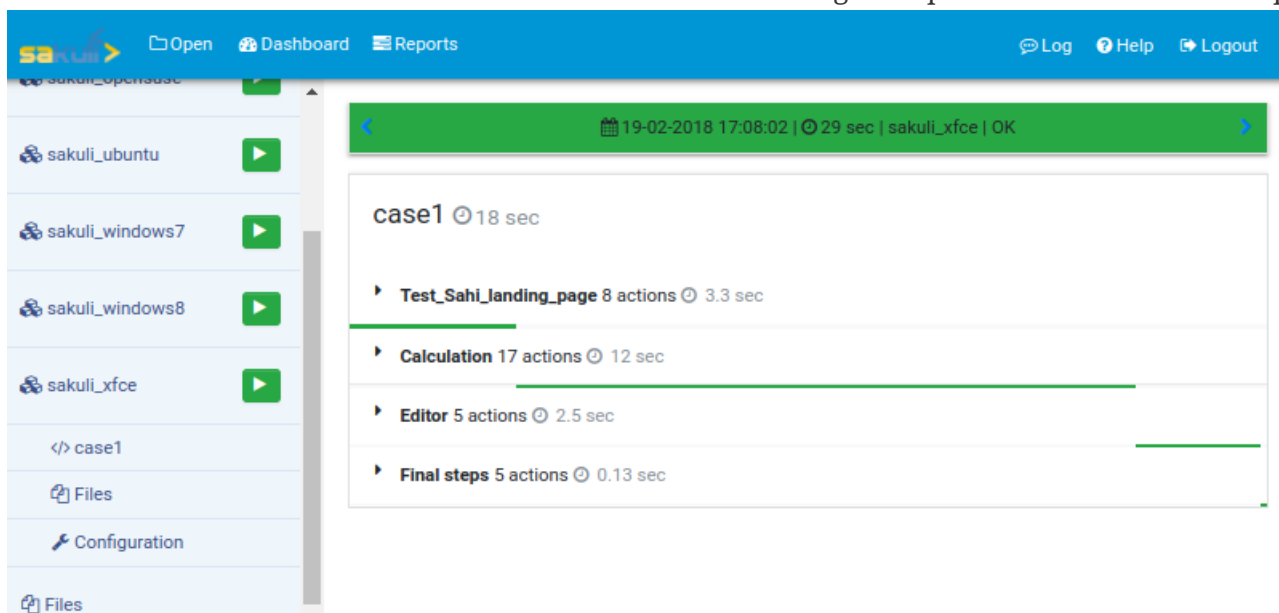 sakuli Open Dashboard Reports Log Help Logout
sakuli_opensuse
sakuli_ubuntu
sakuli_windows7
sakuli_windows8
sakuli_xfce
</> case1
Files
Configuration
Files
19-02-2018 17:08:02 | 29 sec | sakuli_xfce | OK
case1 18 sec
Test_Sahi_landing_page 8 actions 3.3 sec
Calculation 17 actions 12 sec
Editor 5 actions 2.5 sec
Final steps 5 actions 0.13 sec